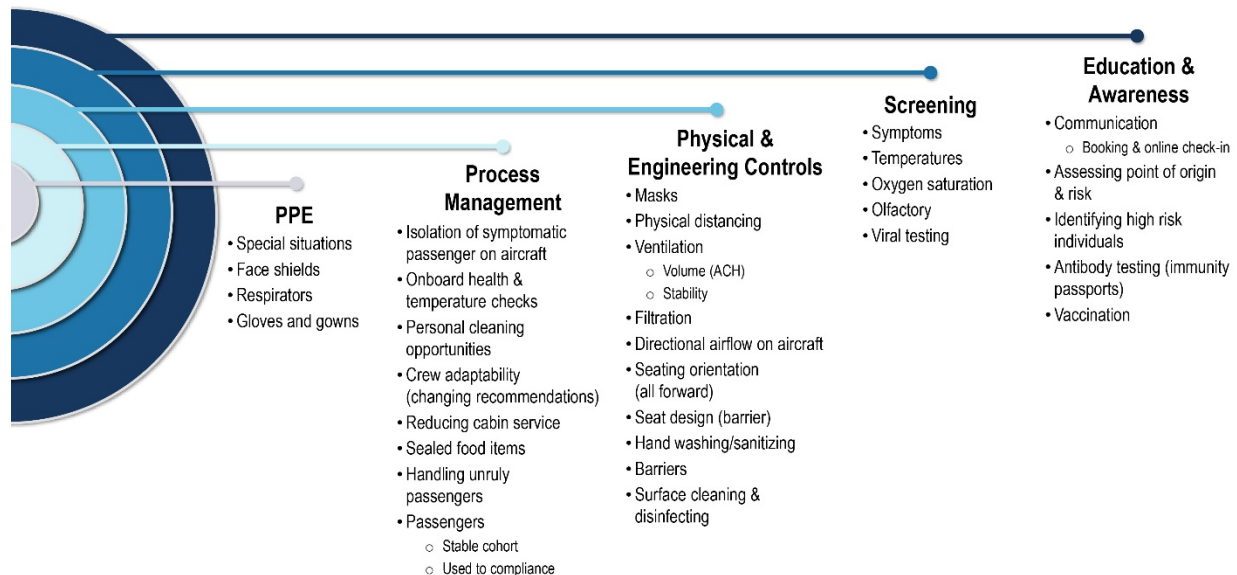 PPE
• Special situations
• Face shields
• Respirators
• Gloves and gowns
Process
Management
• Isolation of symptomatic
passenger on aircraft
• Onboard health &
temperature checks
• Personal cleaning
opportunities
• Crew adaptability
(changing recommendations)
• Reducing cabin service
• Sealed food items
• Handling unruly
passengers
• Passengers
○ Stable cohort
○ Used to compliance
Physical &
Engineering Controls
• Masks
• Physical distancing
• Ventilation
○ Volume (ACH)
○ Stability
• Filtration
• Directional airflow on aircraft
• Seating orientation
(all forward)
• Seat design (barrier)
• Hand washing/sanitizing
• Barriers
• Surface cleaning &
disinfecting
Screening
• Symptoms
• Temperatures
• Oxygen saturation
• Olfactory
• Viral testing
Education &
Awareness
• Communication
○ Booking & online check-in
• Assessing point of origin
& risk
• Identifying high risk
individuals
• Antibody testing (immunity
passports)
• Vaccination